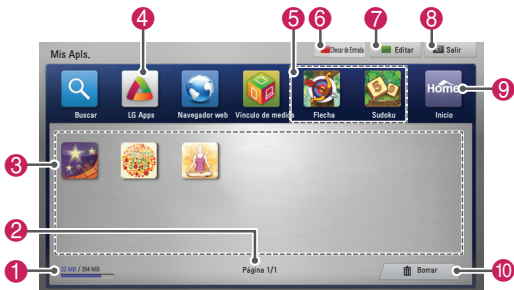 5 6 7 8
4
Mis Apls. Checar de Entrada Editar Salir
Home 9
Buscar LG Apps Navegador web Vínculo de medios Flecha Sudoku Inicio
3
2
1 22 MB / 354 MB Página 1/1 Borrar 10